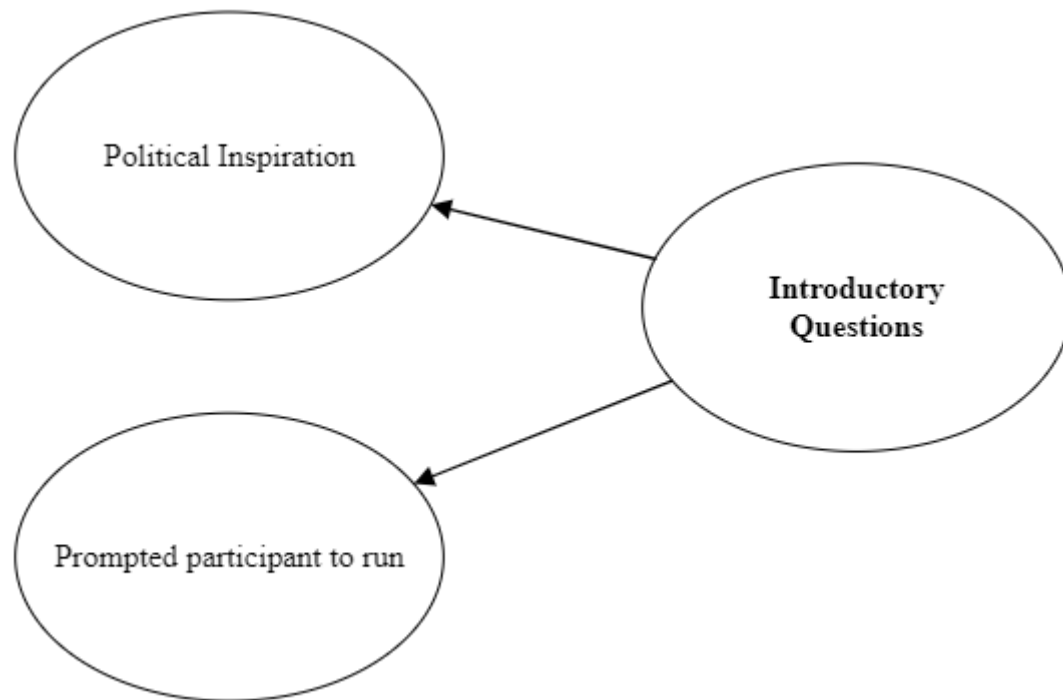 Political Inspiration
Introductory
Questions
Prompted participant to run